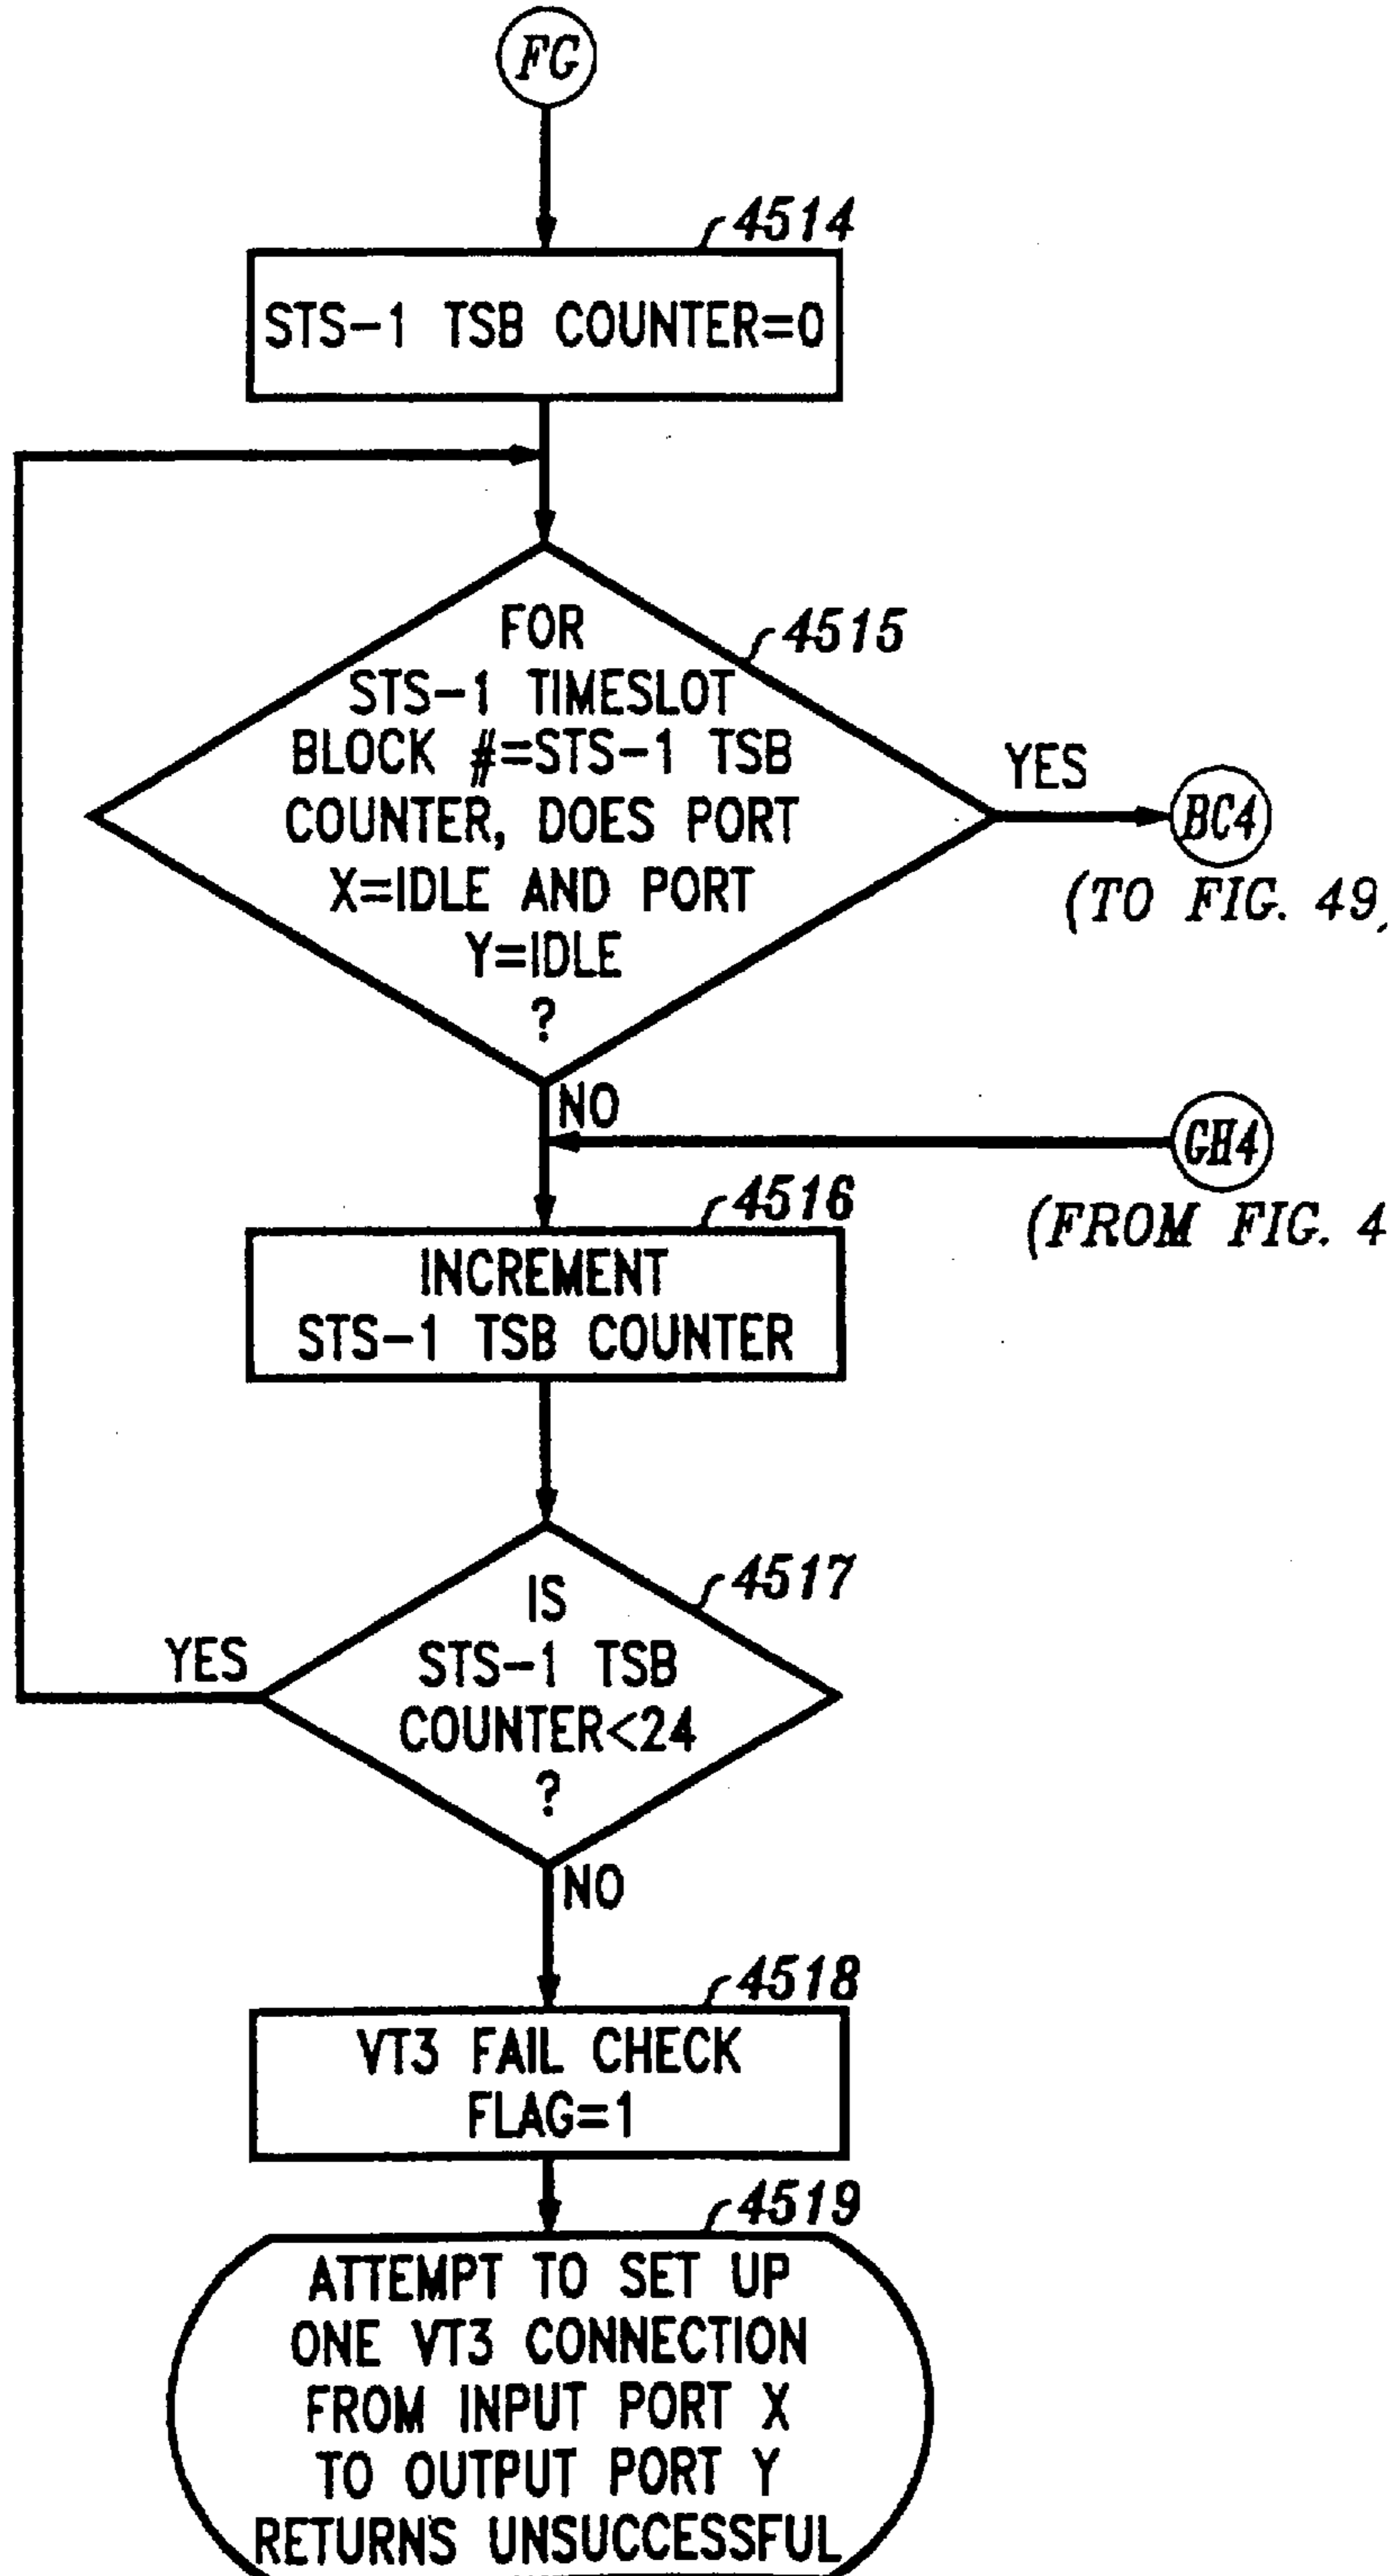 FG
4514
STS-1 TSB COUNTER=0
4515
FOR
STS-1 TIMESLOT
BLOCK #=STS-1 TSB
COUNTER, DOES PORT
X=IDLE AND PORT
Y=IDLE
?
YES
BC4
(TO FIG. 49
NO
GH4
(FROM FIG. 4
4516
INCREMENT
STS-1 TSB COUNTER
4517
IS
STS-1 TSB
COUNTER<24
?
YES
NO
4518
VT3 FAIL CHECK
FLAG=1
4519
ATTEMPT TO SET UP
ONE VT3 CONNECTION
FROM INPUT PORT X
TO OUTPUT PORT Y
RETURNS UNSUCCESSFUL